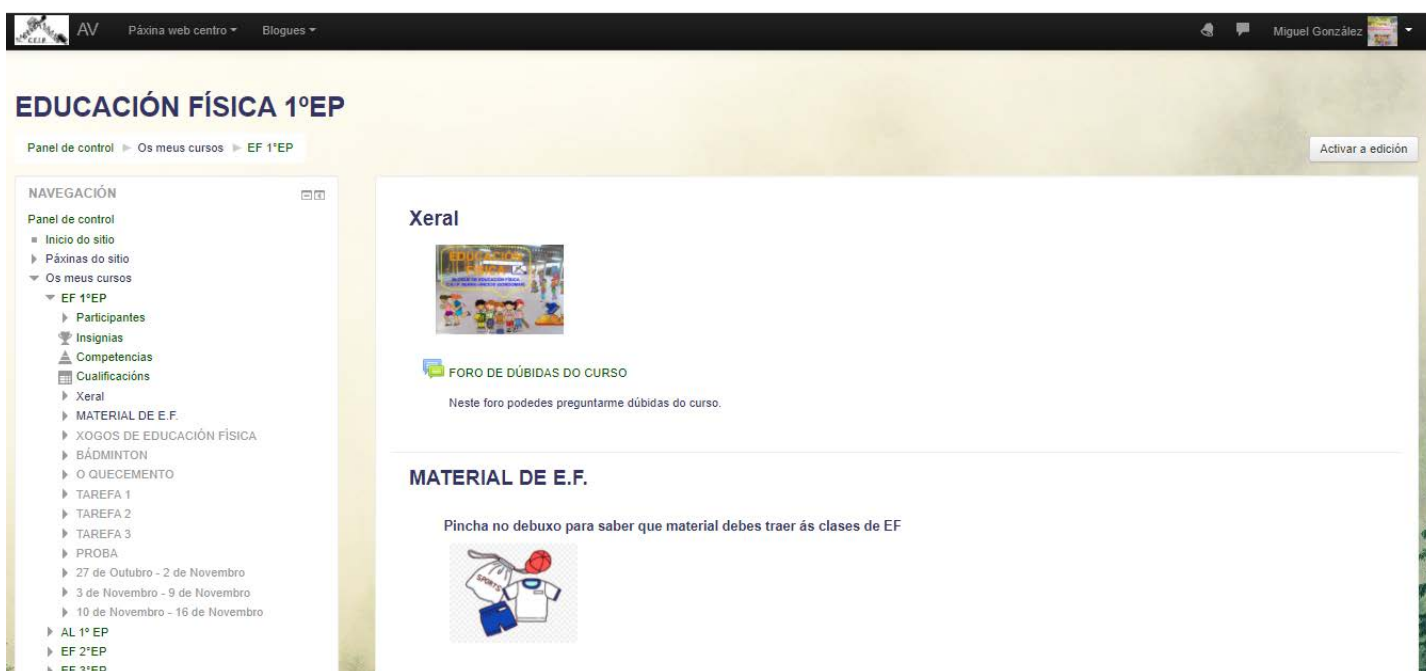 AV Páxina web centro Blogues Miguel González
EDUCACIÓN FÍSICA 1ºEP
Panel de control Os meus cursos EF 1ºEP
Activar a edición
NAVEGACIÓN
Panel de control
Inicio do sitio
Páxinas do sitio
Os meus cursos
EF 1ºEP
Participantes
Insignias
Competencias
Cualificacións
Xeral
MATERIAL DE E.F.
XOGOS DE EDUCACIÓN FÍSICA
BÁDMINTON
O QUECEMENTO
TAREFA 1
TAREFA 2
TAREFA 3
PROBA
27 de Outubro - 2 de Novembro
3 de Novembro - 9 de Novembro
10 de Novembro - 16 de Novembro
AL 1º EP
EF 2ºEP
EF 3ºEP
Xeral
EDUCACIÓN
FÍSICA
FORO DE DÚBIDAS DO CURSO
Neste foro podedes preguntarme dúbidas do curso.
MATERIAL DE E.F.
Pincha no debuxo para saber que material debes traer ás clases de EF
SPORTS